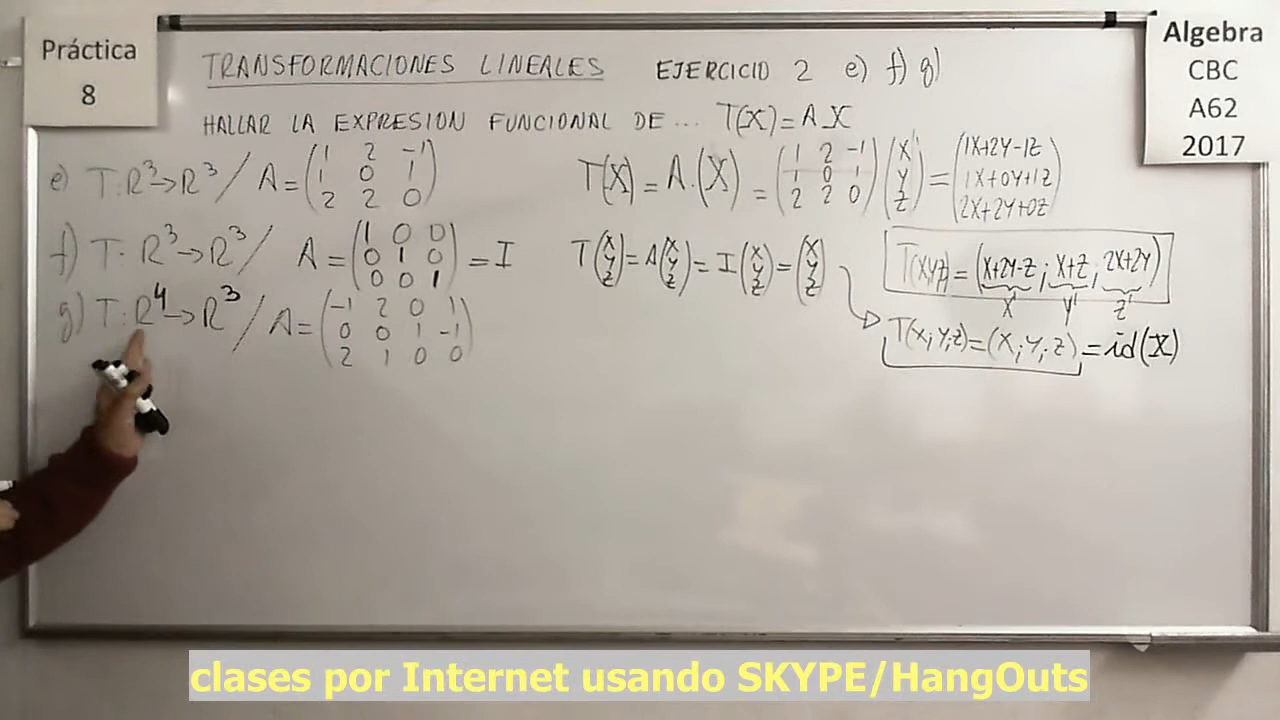 Práctica
8
TRANSFORMACIONES LINEALES EJERCICIO 2 e) f) g)
Algebra
CBC
A62
2017
HALLAR LA EXPRESION FUNCIONAL DE ... T(X)=A.X
e) T:R³→R³ / A=(1 2 -1
1 0 1
2 2 0)
T(X) = A.(X) = (1 2 -1
1 0 1
2 2 0) (X
Y
Z) = (1X+2Y-1Z
1X+0Y+1Z
2X+2Y+0Z)
T(XYZ) = (X+2Y-Z ; X+Z ; 2X+2Y)
X' Y' Z'
f) T: R³→R³ / A=(1 0 0
0 1 0
0 0 1) = I
T(X
Y
Z) = A(X
Y
Z) = I(X
Y
Z) = (X
Y
Z)
T(X;Y;Z)=(X;Y;Z)=id(X)
g) T:R⁴→R³ / A=(-1 2 0 1
0 0 1 -1
2 1 0 0)
clases por Internet usando SKYPE/HangOuts